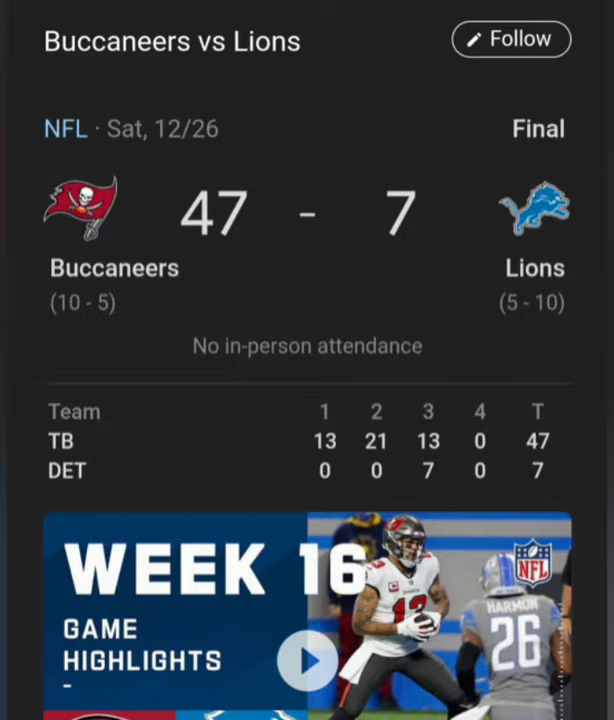 Buccaneers vs Lions
Follow
NFL · Sat, 12/26
Final
47 - 7
Buccaneers
Lions
(10 - 5)
(5 - 10)
No in-person attendance
Team 1 2 3 4 T
TB 13 21 13 0 47
DET 0 0 7 0 7
WEEK 16
NFL
GAME
HIGHLIGHTS
-
13
HARMON
26